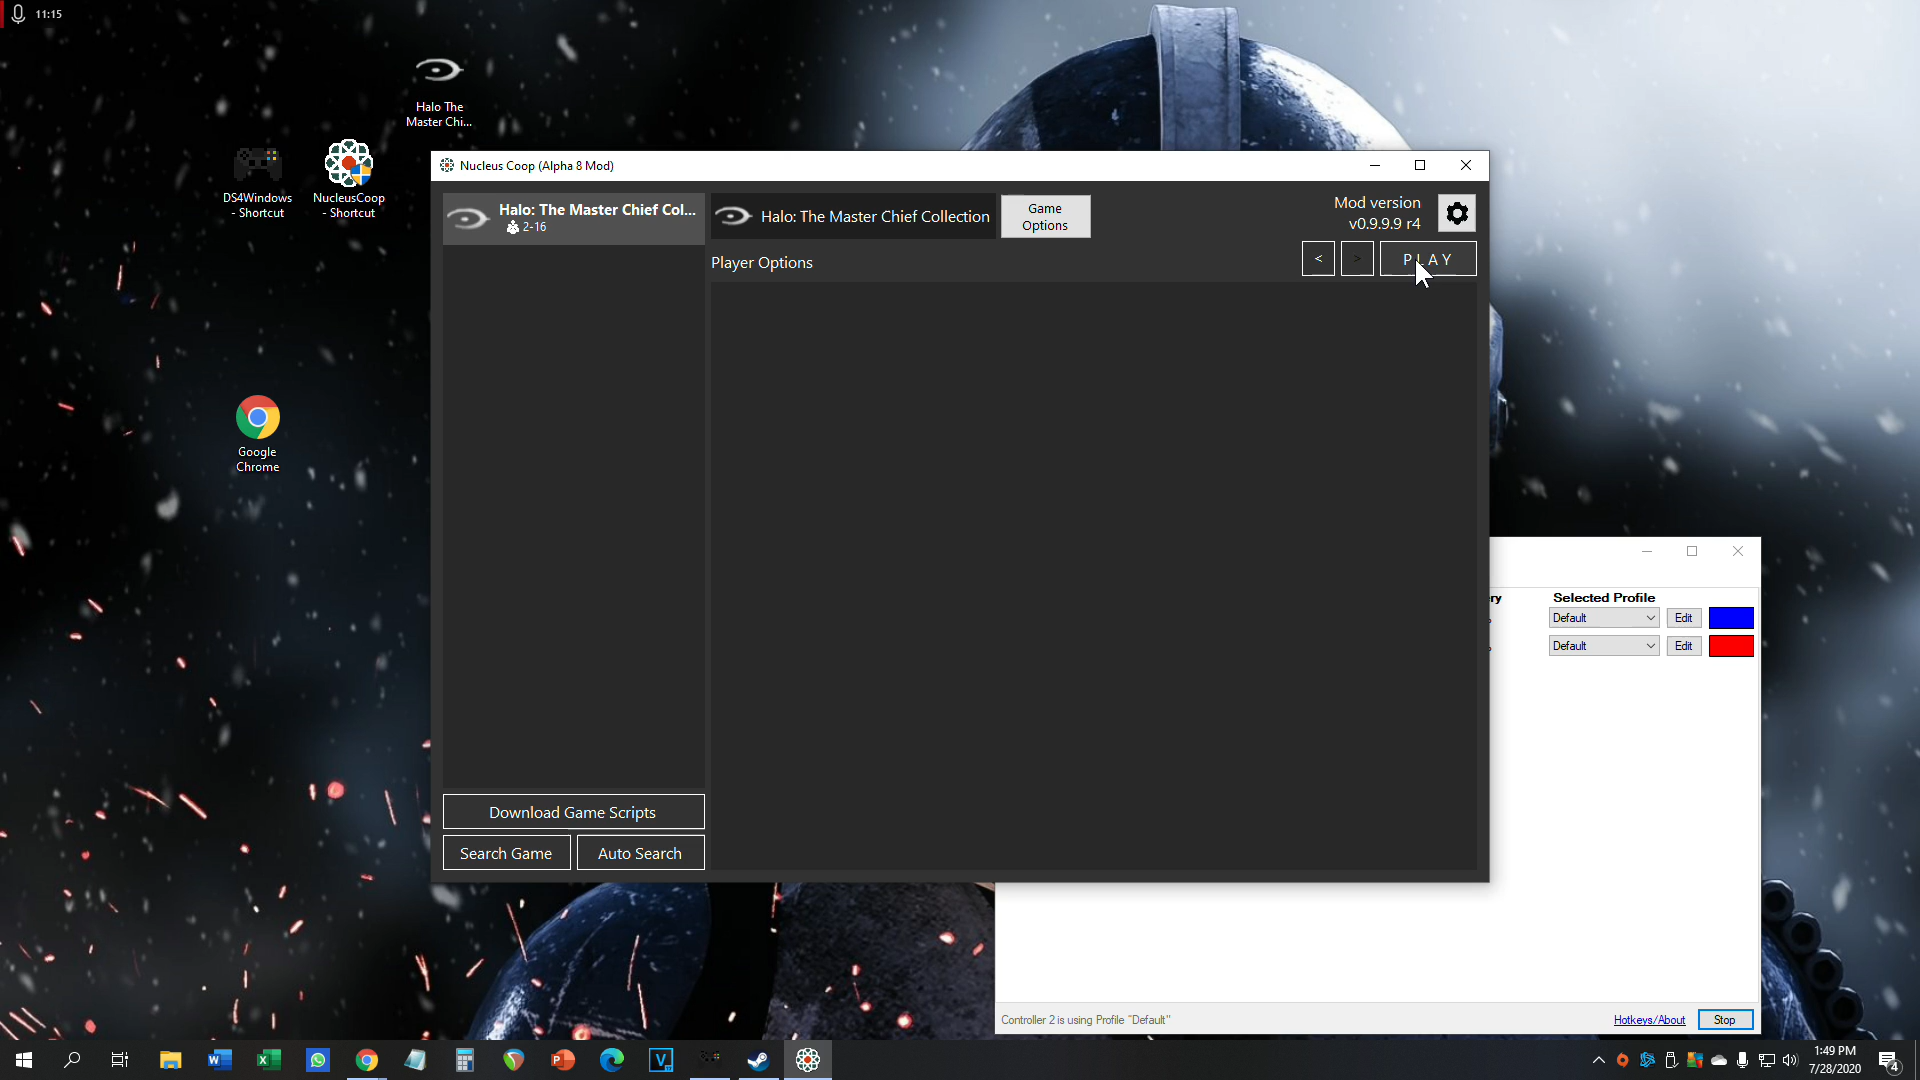 11:15
Halo The
Master Chi...
DS4Windows
- Shortcut
NucleusCoop
- Shortcut
Google
Chrome
Nucleus Coop (Alpha 8 Mod)
Halo: The Master Chief Col...
2-16
Halo: The Master Chief Collection
Game
Options
Mod version
v0.9.9.9 r4
Player Options
<
>
PLAY
Download Game Scripts
Search Game
Auto Search
ry
Selected Profile
Default
Edit
Default
Edit
Controller 2 is using Profile "Default"
Hotkeys/About
Stop
1:49 PM
7/28/2020
4